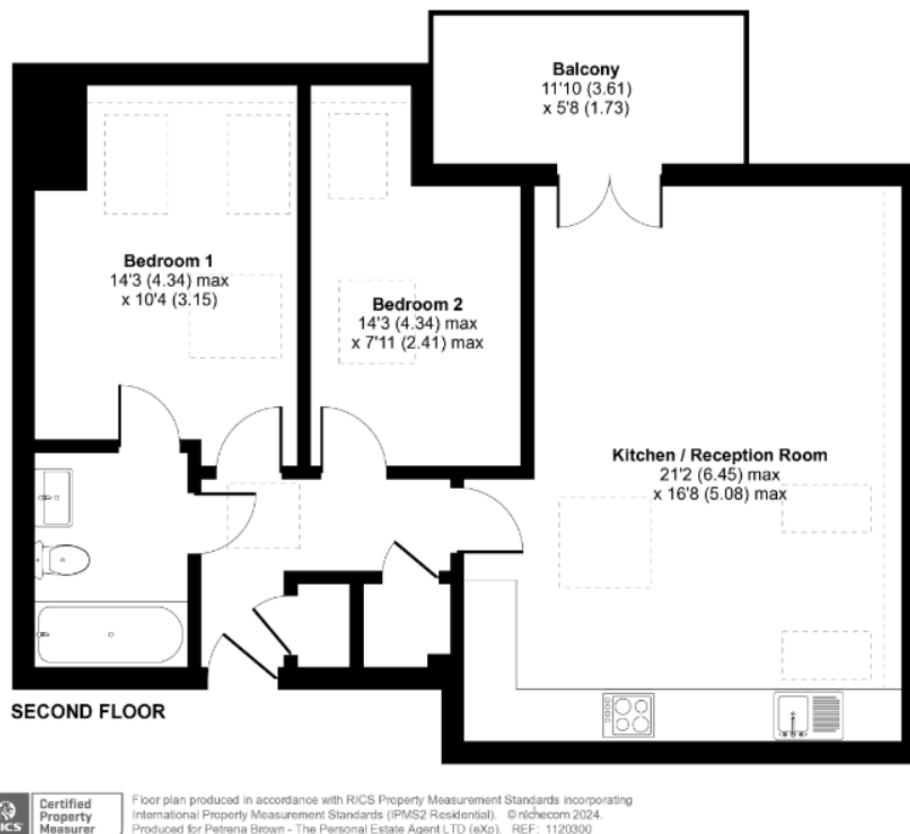 Balcony
11'10 (3.61)
x 5'8 (1.73)
Bedroom 1
14'3 (4.34) max
x 10'4 (3.15)
Bedroom 2
14'3 (4.34) max
x 7'11 (2.41) max
Kitchen / Reception Room
21'2 (6.45) max
x 16'8 (5.08) max
SECOND FLOOR
RICS
Certified
Property
Measurer
Floor plan produced in accordance with RICS Property Measurement Standards incorporating
International Property Measurement Standards (IPMS2 Residential). © nichecom 2024.
Produced for Petrena Brown - The Personal Estate Agent LTD (eXp). REF: 1120300